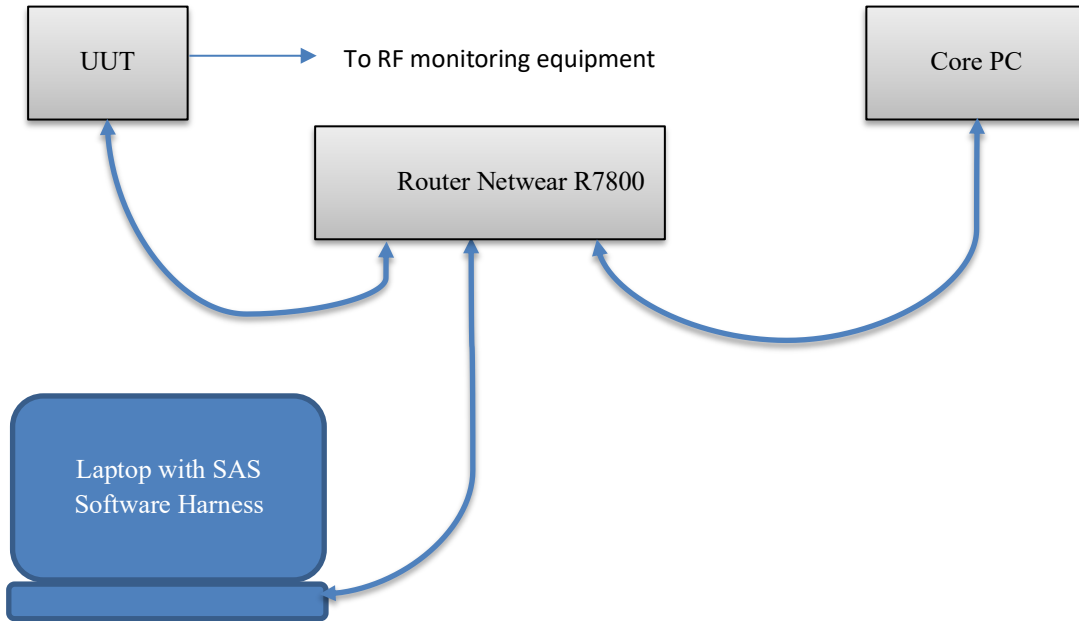 UUT
To RF monitoring equipment
Core PC
Router Netwear R7800
Laptop with SAS
Software Harness